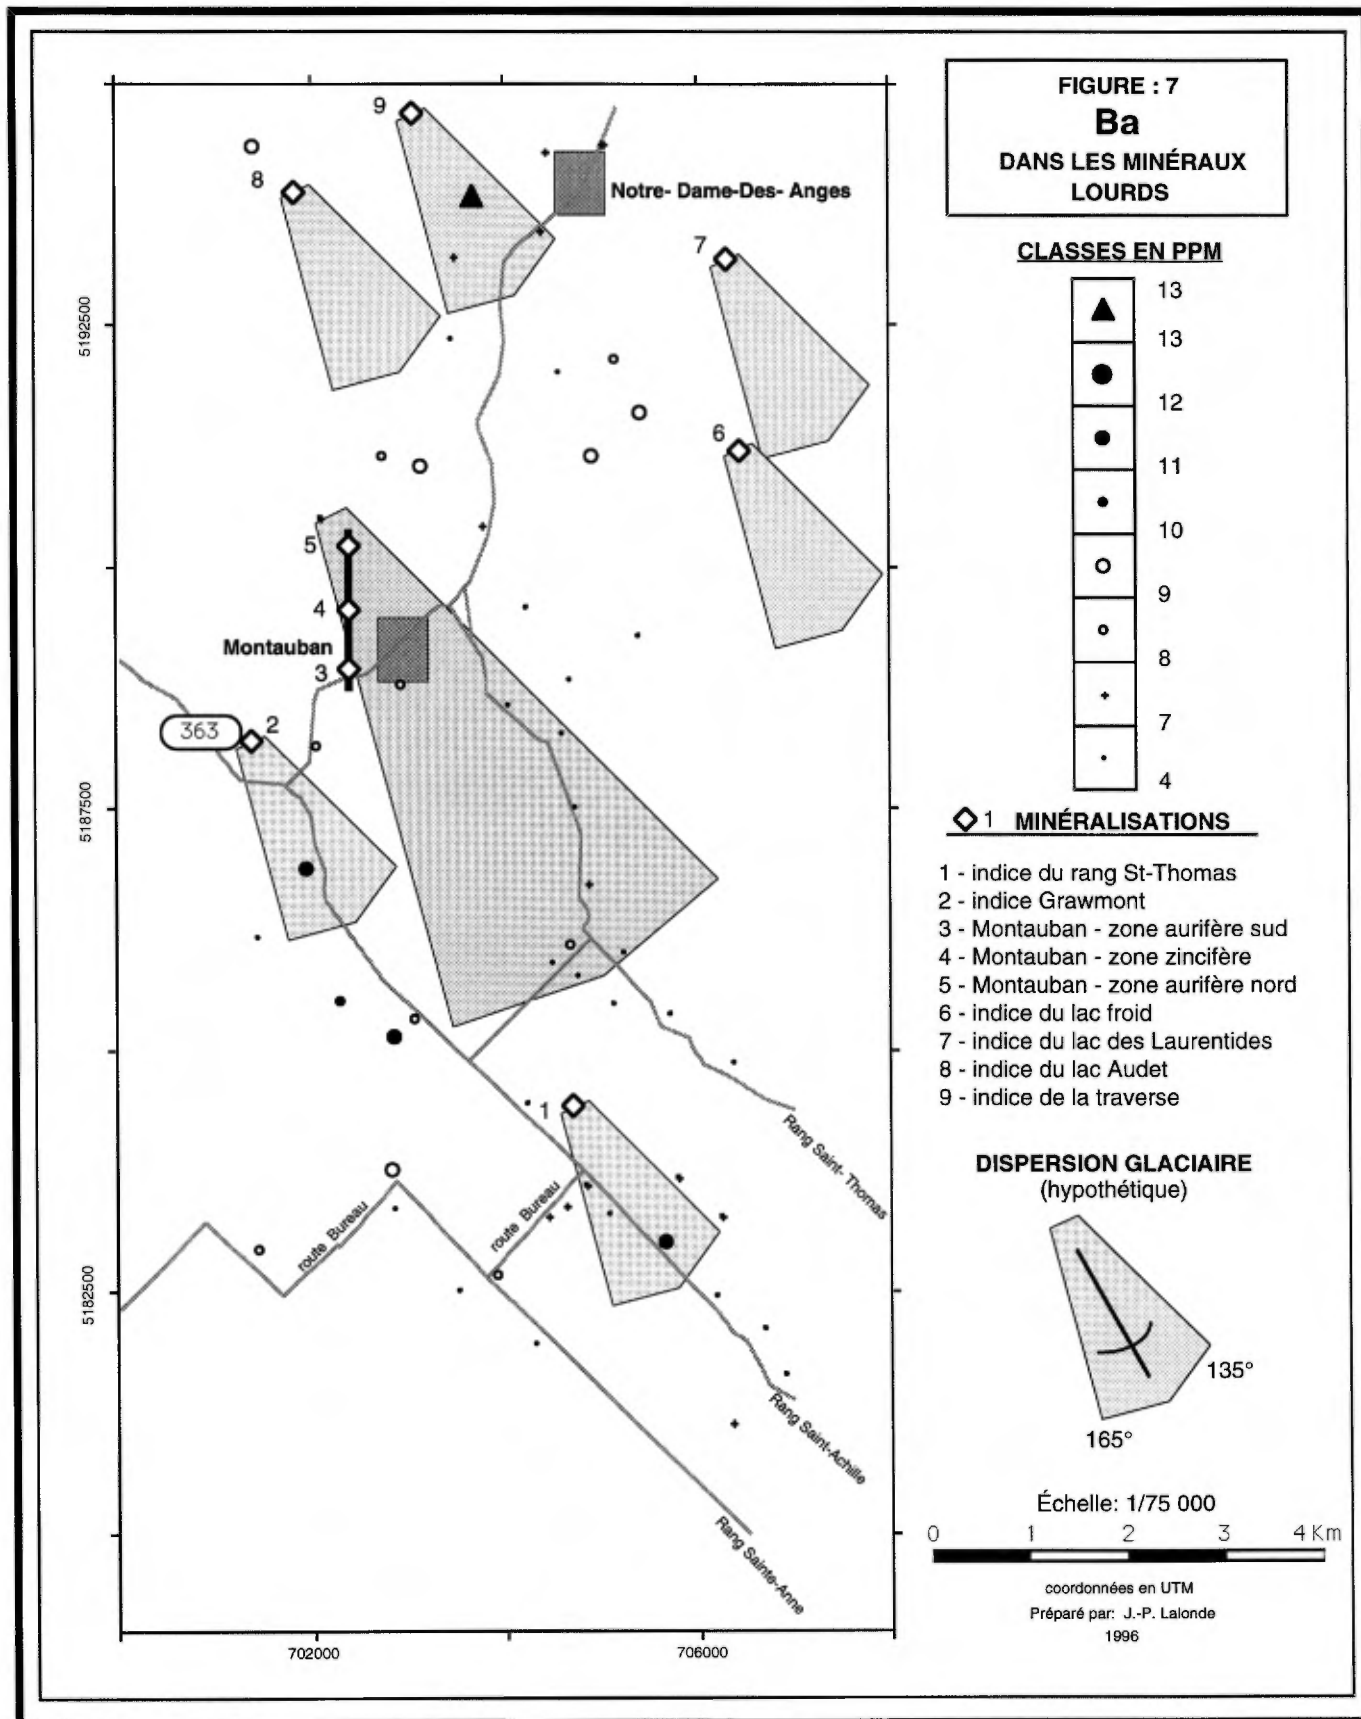 FIGURE : 7
Ba
DANS LES MINÉRAUX
LOURDS
CLASSES EN PPM
13
13
12
11
10
9
8
7
4
1 MINÉRALISATIONS
1 - indice du rang St-Thomas
2 - indice Grawmont
3 - Montauban - zone aurifère sud
4 - Montauban - zone zincifère
5 - Montauban - zone aurifère nord
6 - indice du lac froid
7 - indice du lac des Laurentides
8 - indice du lac Audet
9 - indice de la traverse
DISPERSION GLACIAIRE
(hypothétique)
135°
165°
Échelle: 1/75 000
0 1 2 3 4 Km
coordonnées en UTM
Préparé par: J.-P. Lalonde
1996
9
8
Notre- Dame-Des- Anges
7
5192500
6
5
4
Montauban
3
363
2
5187500
1
Rang Saint- Thomas
route Bureau
route Bureau
5182500
Rang Saint-Achille
Rang Sainte-Anne
702000
706000